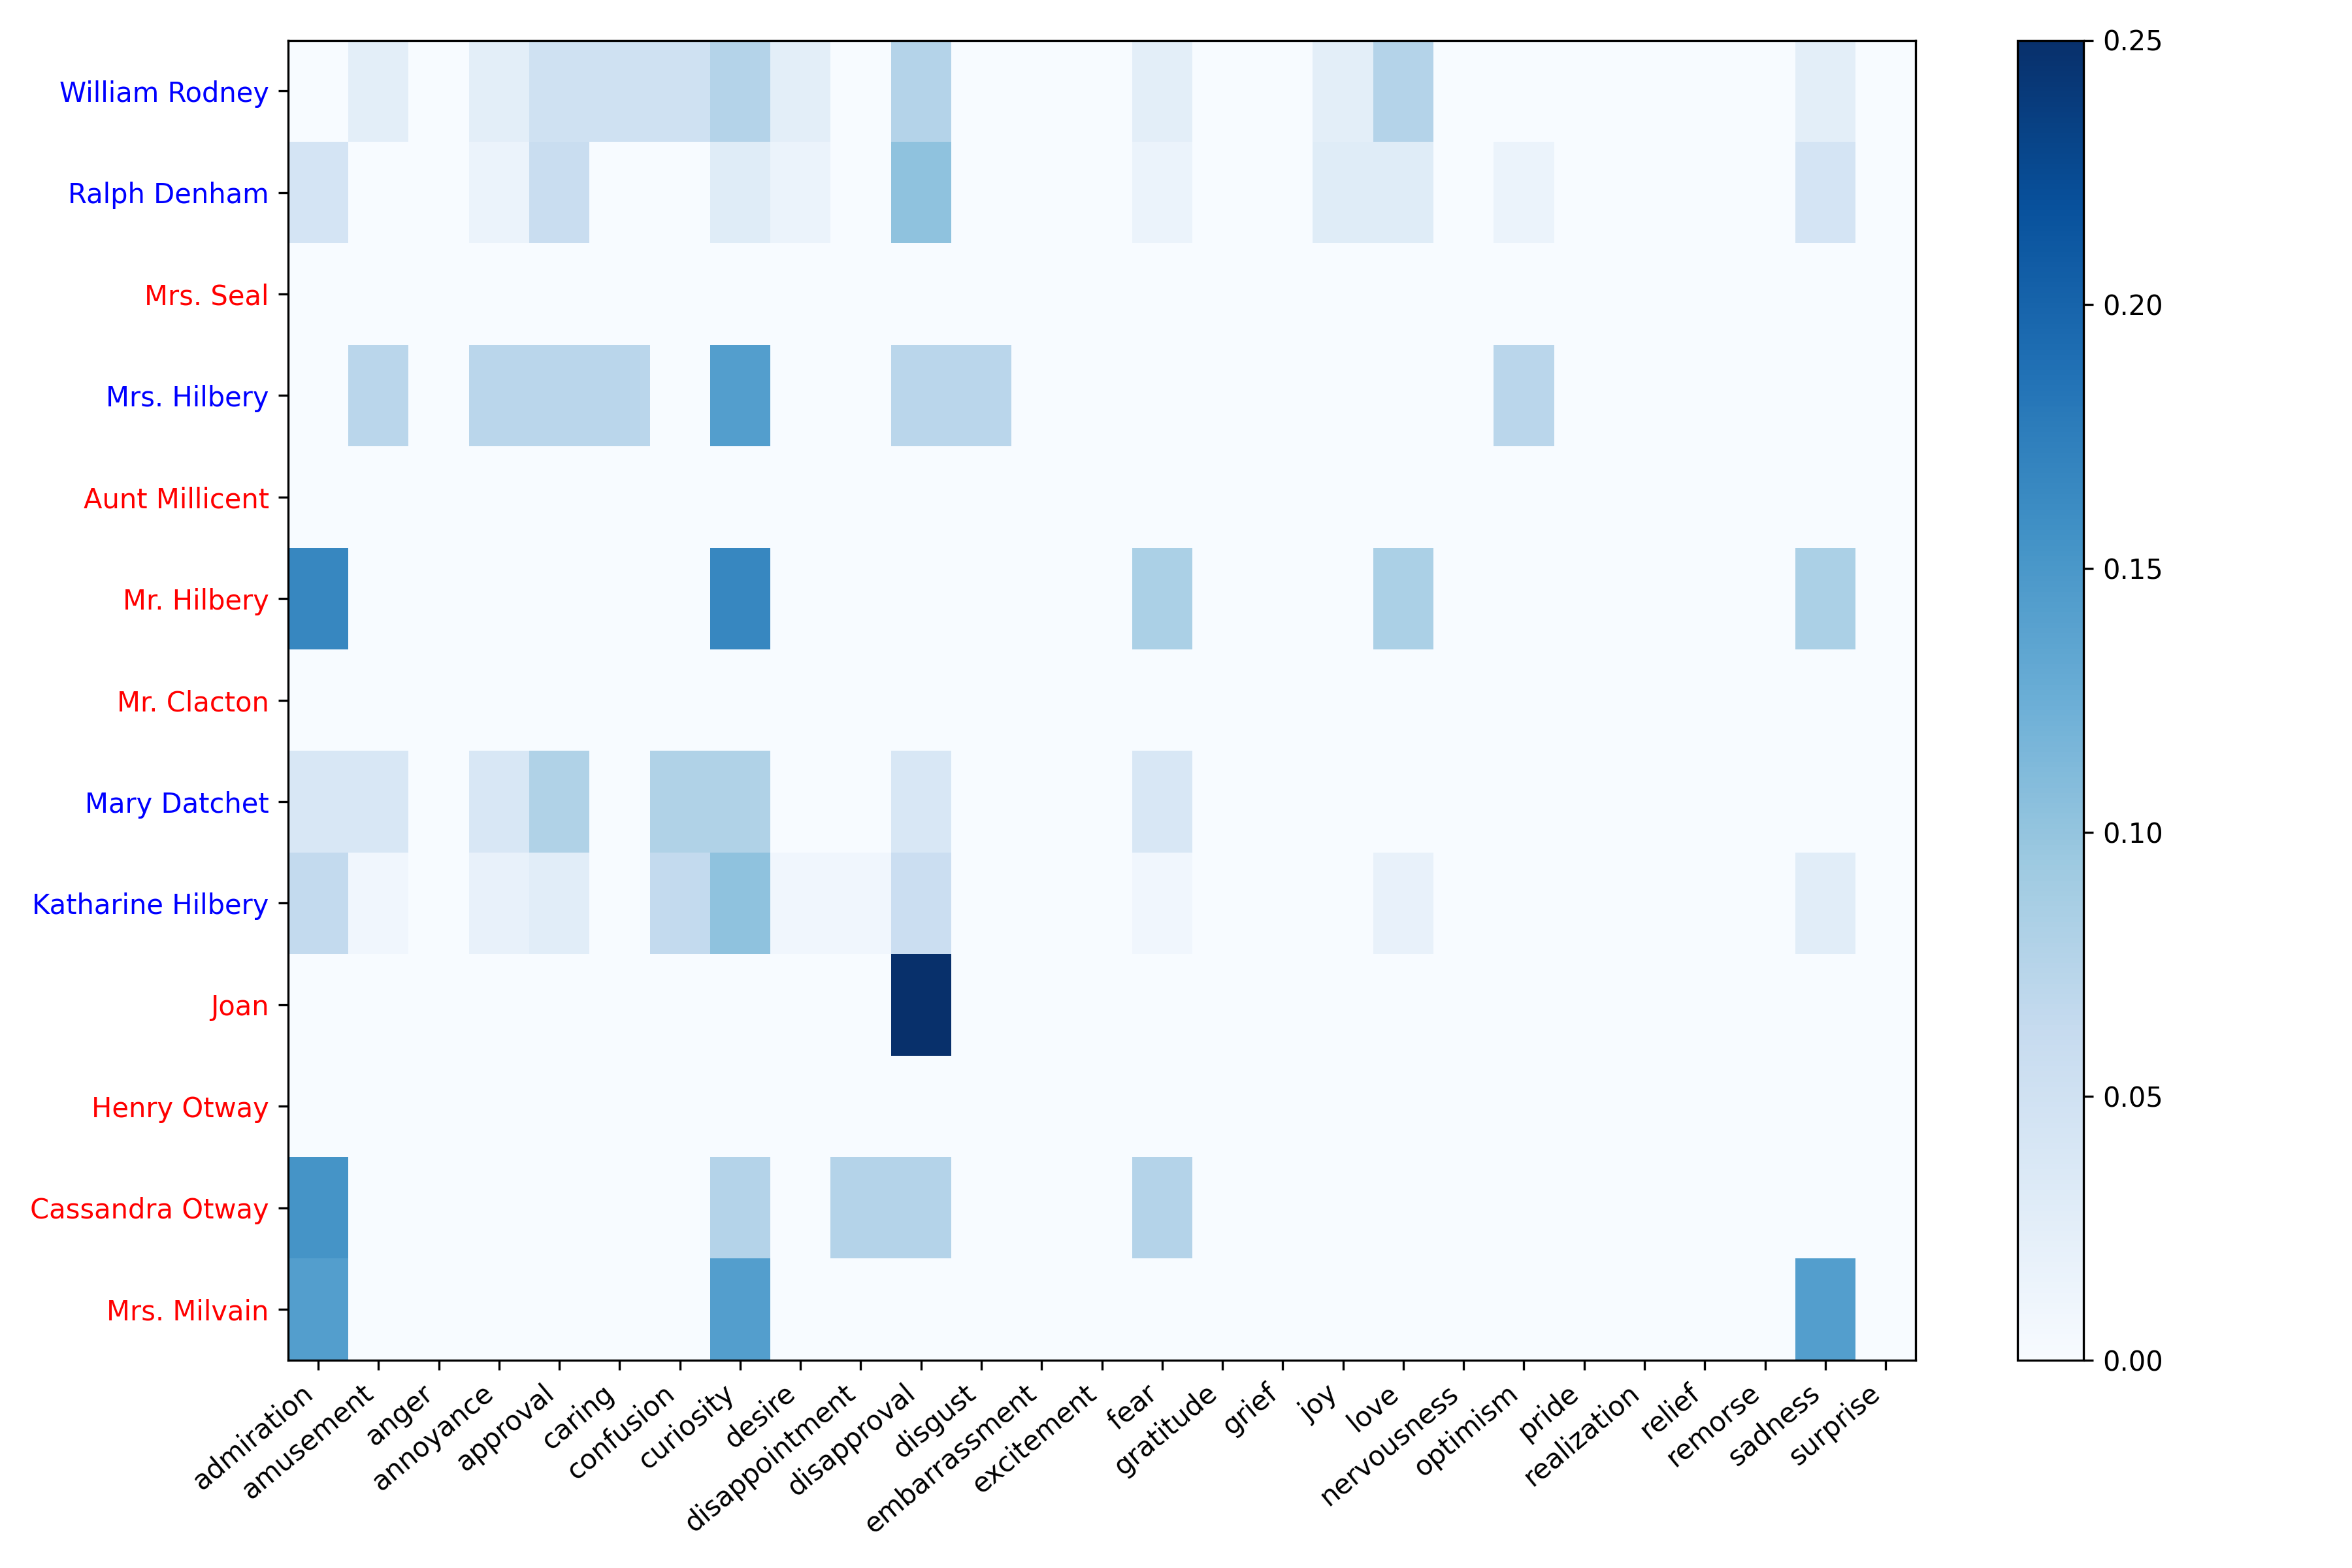 William Rodney
Ralph Denham
Mrs. Seal
Mrs. Hilbery
Aunt Millicent
Mr. Hilbery
Mr. Clacton
Mary Datchet
Katharine Hilbery
Joan
Henry Otway
Cassandra Otway
Mrs. Milvain
admiration
amusement
anger
annoyance
approval
caring
confusion
curiosity
desire
disappointment
disapproval
disgust
embarrassment
excitement
fear
gratitude
grief
joy
love
nervousness
optimism
pride
realization
relief
remorse
sadness
surprise
0.25
0.20
0.15
0.10
0.05
0.00